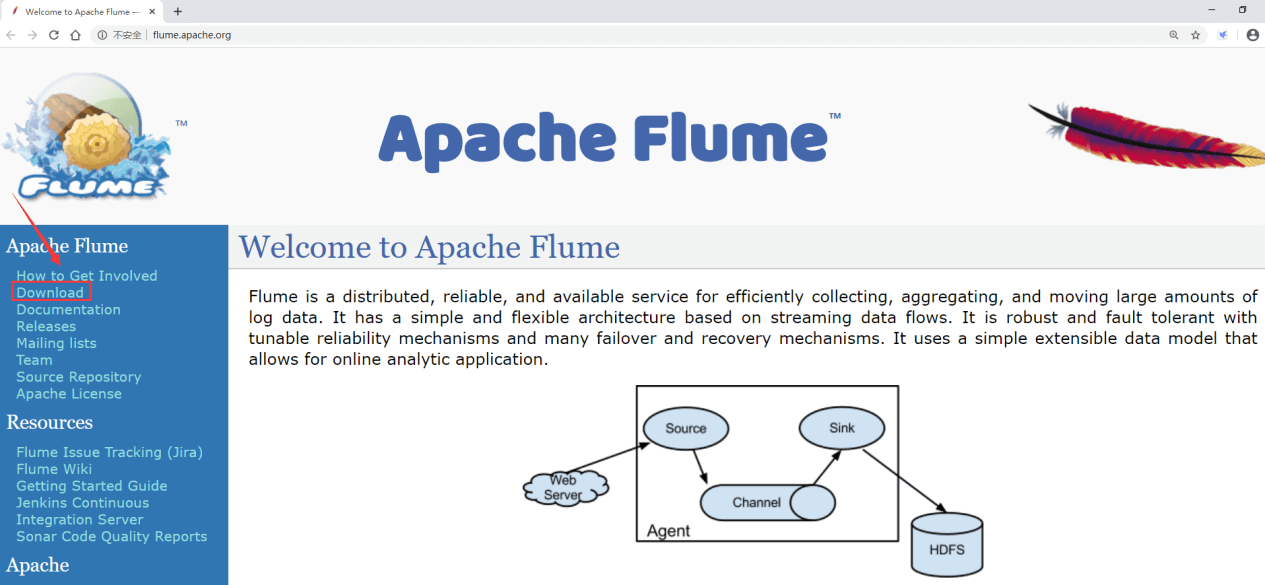 Welcome to Apache Flume —
不安全 flume.apache.org
FLUME
TM
Apache Flume™
Apache Flume
How to Get Involved
Download
Documentation
Releases
Mailing lists
Team
Source Repository
Apache License
Resources
Flume Issue Tracking (Jira)
Flume Wiki
Getting Started Guide
Jenkins Continuous
Integration Server
Sonar Code Quality Reports
Apache
Welcome to Apache Flume
Flume is a distributed, reliable, and available service for efficiently collecting, aggregating, and moving large amounts of
log data. It has a simple and flexible architecture based on streaming data flows. It is robust and fault tolerant with
tunable reliability mechanisms and many failover and recovery mechanisms. It uses a simple extensible data model that
allows for online analytic application.
Source
Sink
Web
Server
Channel
Agent
HDFS